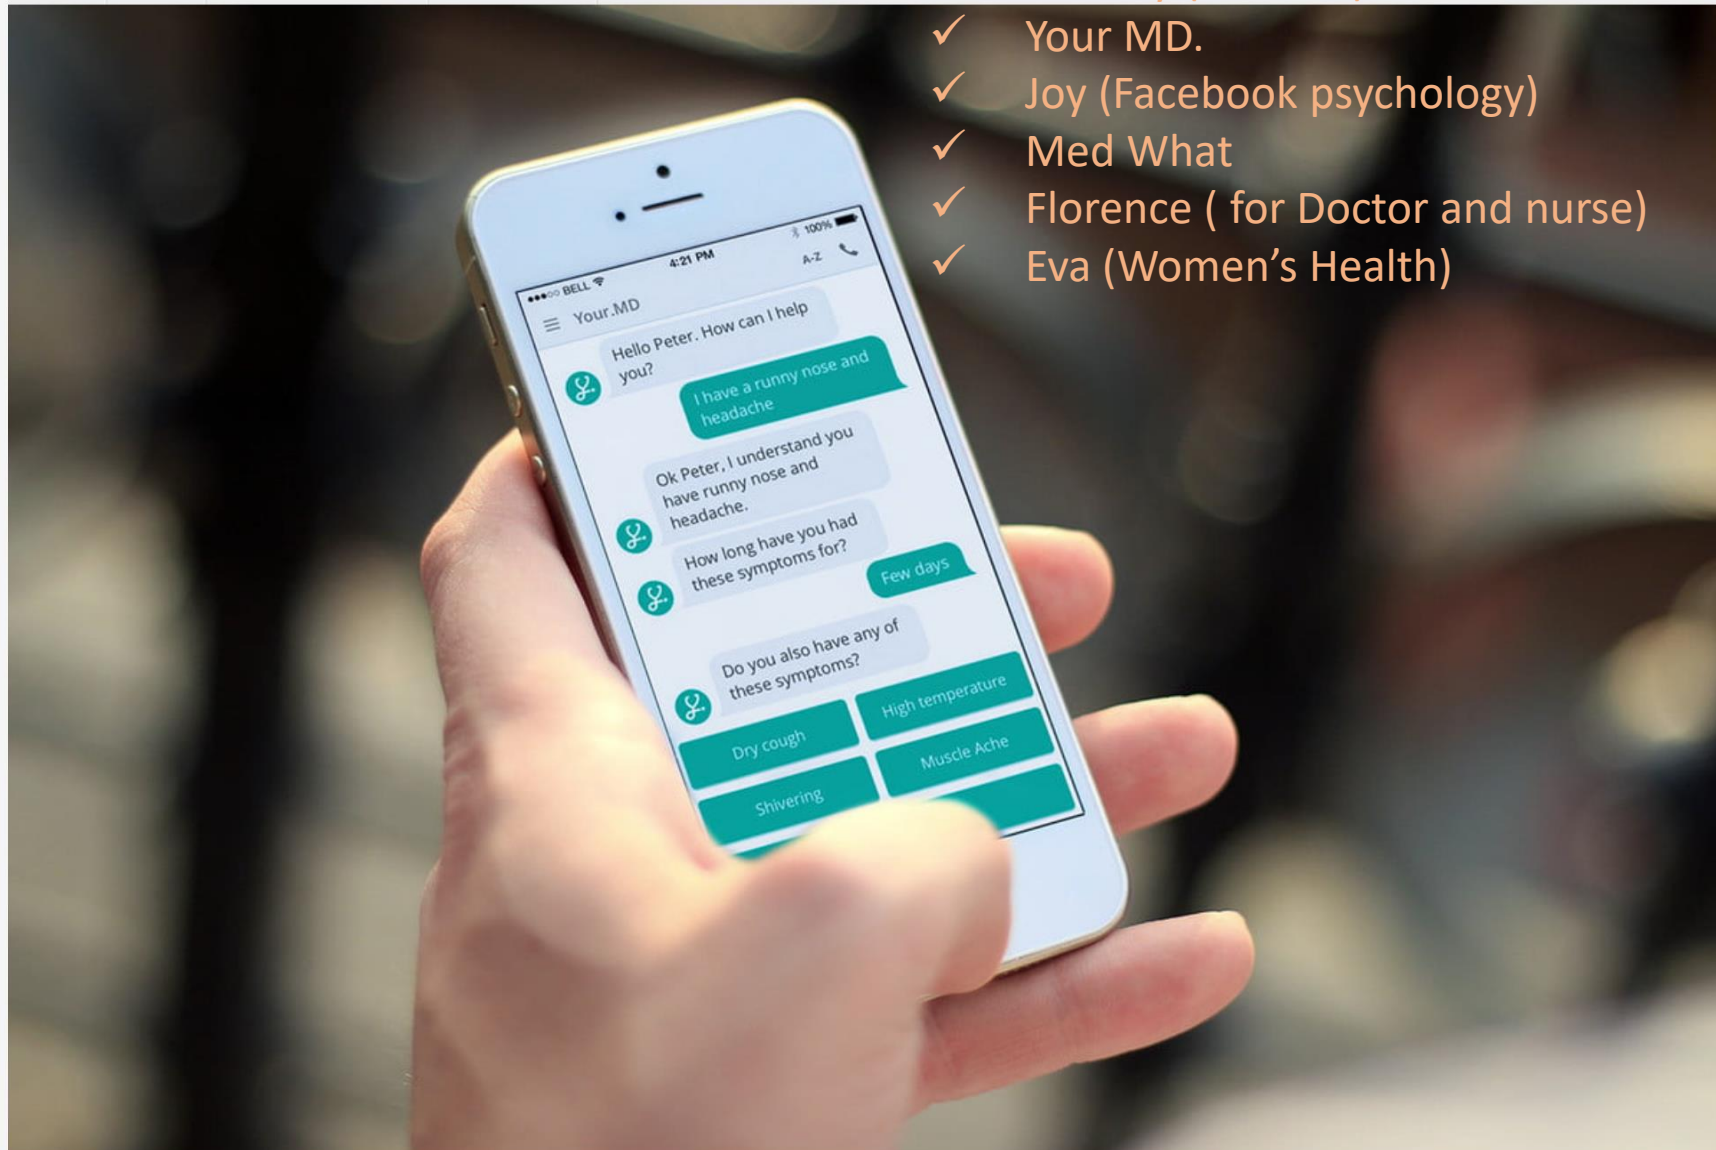 ✓ Your MD.
✓ Joy (Facebook psychology)
✓ Med What
✓ Florence ( for Doctor and nurse)
✓ Eva (Women’s Health)
BELL 4:21 PM 100%
Your.MD A-Z
Hello Peter. How can I help
you?
I have a runny nose and
headache
Ok Peter, I understand you
have runny nose and
headache.
How long have you had
these symptoms for?
Few days
Do you also have any of
these symptoms?
Dry cough High temperature
Shivering Muscle Ache